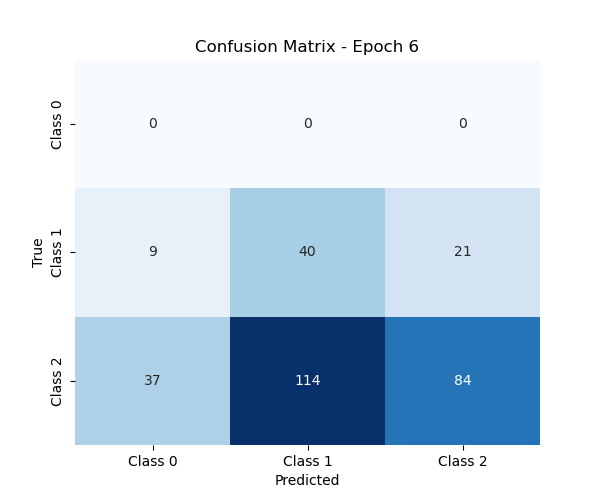 Confusion Matrix - Epoch 6
True
Class 0
0 0 0
Class 1
9 40 21
Class 2
37 114 84
Class 0 Class 1 Class 2
Predicted